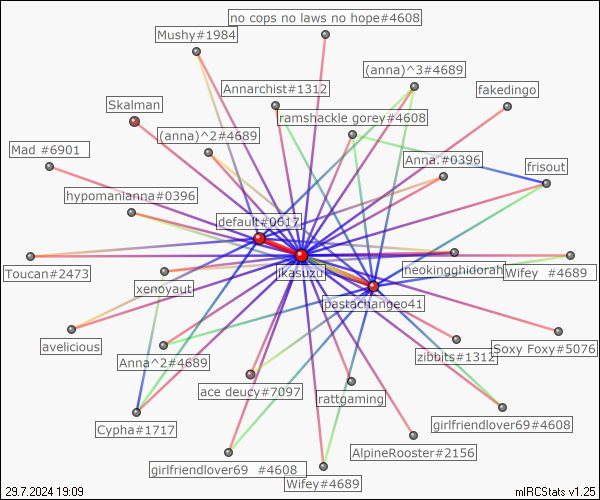 no cops no laws no hope#4608
Mushy#1984
(anna)^3#4689
Annarchist#1312
fakedingo
Skalman
ramshackle gorey#4608
(anna)^2#4689
Mad #6901
Anna.#0396
frisout
hypomanianna#0396
default#0617
jkasuzu
neokingghidorah
Toucan#2473
Wifey #4689
xenoyaut
pastachangeo41
avelicious
Anna^2#4689
zibbits#1312
Soxy Foxy#5076
ace deucy#7097
rattgaming
Cypha#1717
girlfriendlover69#4608
AlpineRooster#2156
girlfriendlover69 #4608
Wifey#4689
29.7.2024 19:09
mIRCStats v1.25